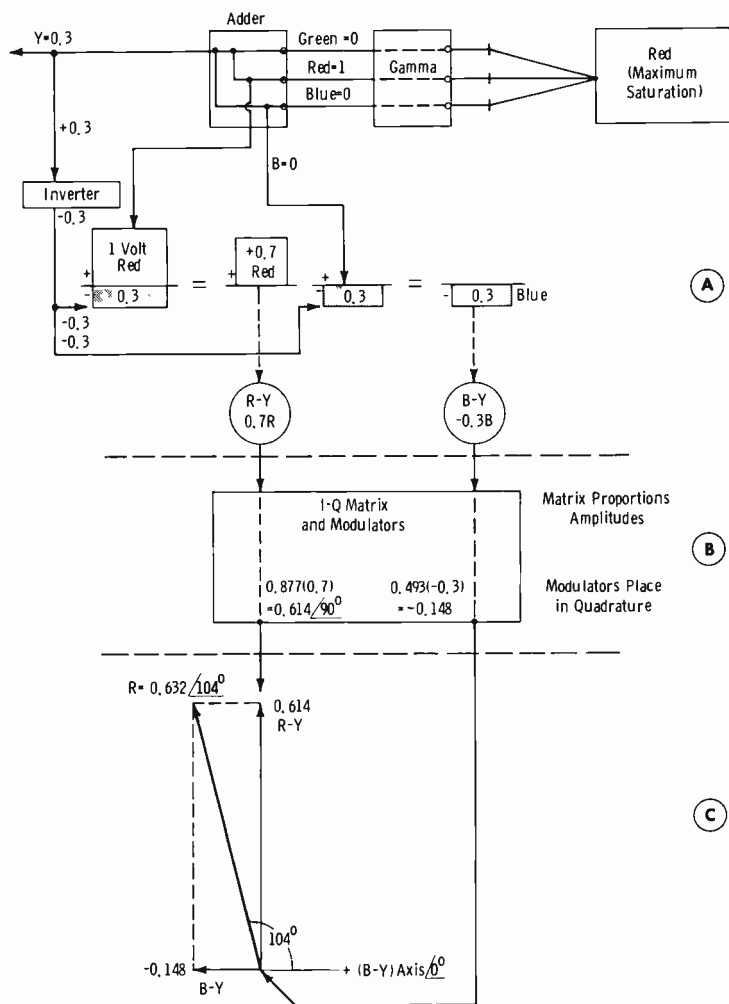 Adder
Y=0.3
Green =0
Red=1
Blue=0
Gamma
Red
(Maximum
Saturation)
+0.3
B=0
Inverter
-0.3
1 Volt
Red
+
-
0.3
=
+0.7
Red
+
+
-
0.3
=
-
0.3
Blue
A
-0.3
-0.3
R-Y
0.7R
B-Y
-0.3B
I-Q Matrix
and Modulators
Matrix Proportions
Amplitudes
B
0.877(0.7)
=0.614/90°
0.493(-0.3)
=-0.148
Modulators Place
in Quadrature
R= 0.632/104°
0.614
R-Y
C
104°
-0.148
B-Y
+ (B-Y) Axis/0°